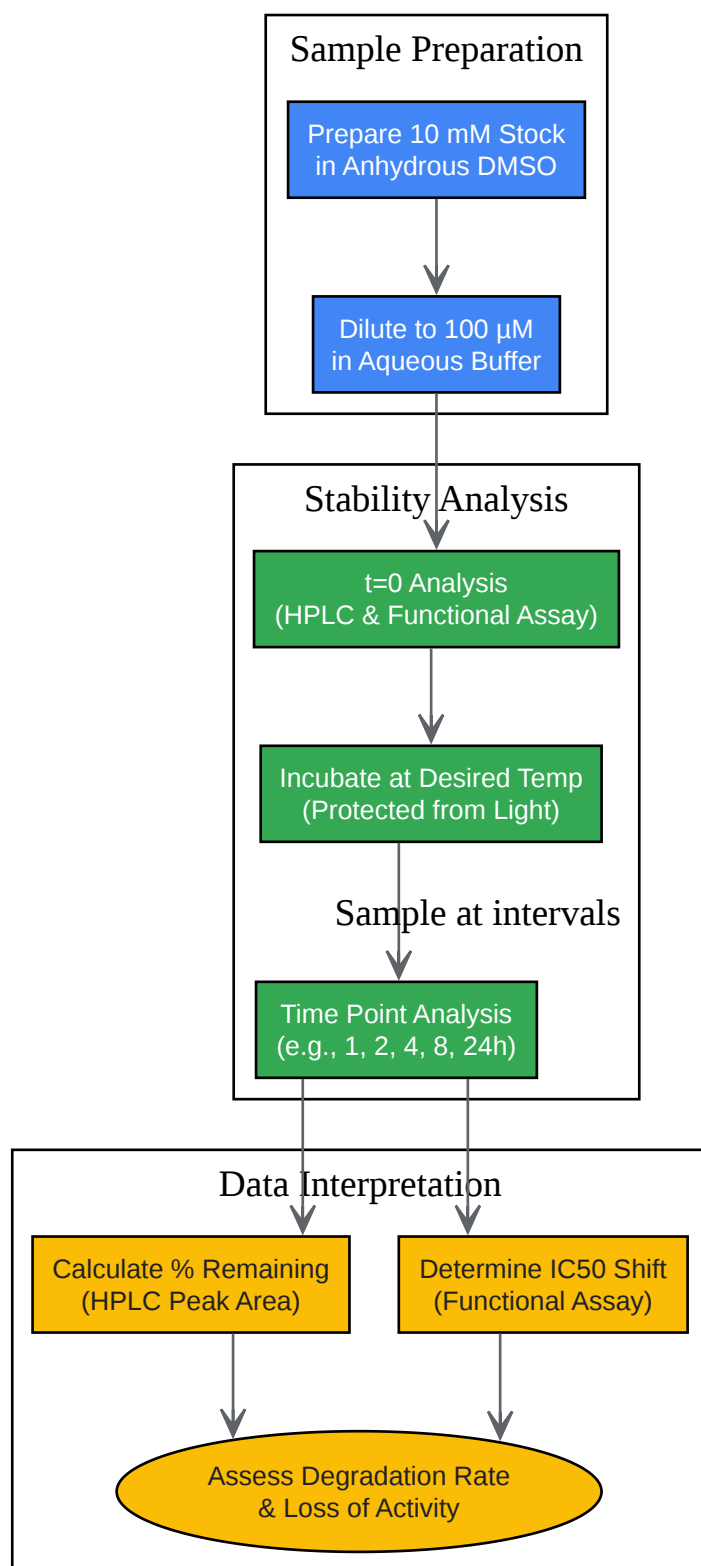 Sample Preparation
Prepare 10 mM Stock
in Anhydrous DMSO
Dilute to 100 µM
in Aqueous Buffer
Stability Analysis
t=0 Analysis
(HPLC & Functional Assay)
Incubate at Desired Temp
(Protected from Light)
Sample at intervals
Time Point Analysis
(e.g., 1, 2, 4, 8, 24h)
Data Interpretation
Calculate % Remaining
(HPLC Peak Area)
Determine IC50 Shift
(Functional Assay)
Assess Degradation Rate
& Loss of Activity